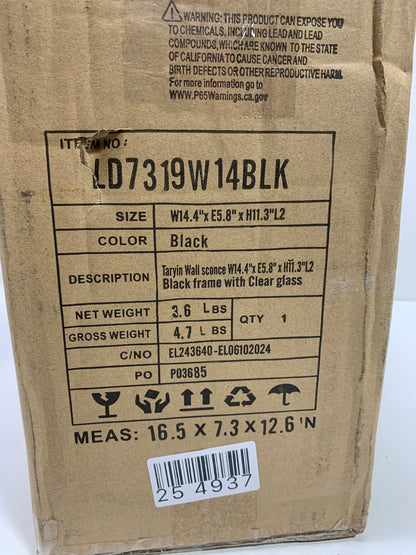 ⚠WARNING: THIS PRODUCT CAN EXPOSE YOU
TO CHEMICALS, INCLUDING LEAD AND LEAD
COMPOUNDS, WHICH ARE KNOWN TO THE STATE
OF CALIFORNIA TO CAUSE CANCER AND
BIRTH DEFECTS OR OTHER REPRODUCTIVE HARM.
For more information go to
www.P65Warnings.ca.gov
ITEM NO:
LD7319W14BLK
SIZE W14.4"x E5.8" x H11.3"L2
COLOR Black
DESCRIPTION Taryin Wall sconce W14.4"x E5.8" x H11.3"L2
Black frame with Clear glass
NET WEIGHT 3.6 LBS QTY 1
GROSS WEIGHT 4.7 LBS
C/NO EL243640-EL06102024
PO P03685
MEAS: 16.5 X 7.3 X 12.6 IN
25 4937